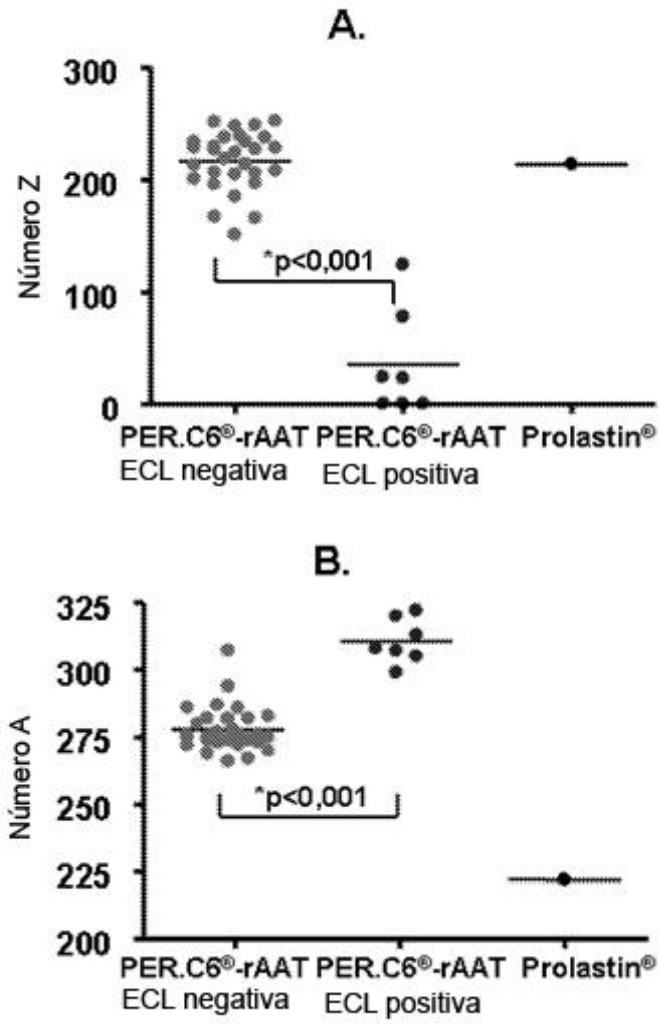 A.
300
200
100
0
Número Z
*p<0,001
PER.C6®-rAAT PER.C6®-rAAT Prolastin®
ECL negativa ECL positiva
B.
325
300
275
250
225
200
Número A
*p<0,001
PER.C6®-rAAT PER.C6®-rAAT Prolastin®
ECL negativa ECL positiva